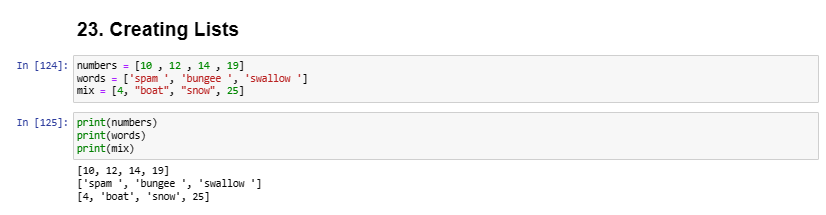 23. Creating Lists
In [124]: numbers = [10 , 12 , 14 , 19]
words = ['spam ', 'bungee ', 'swallow ']
mix = [4, "boat", "snow", 25]
In [125]: print(numbers)
print(words)
print(mix)
[10, 12, 14, 19]
['spam ', 'bungee ', 'swallow ']
[4, 'boat', 'snow', 25]